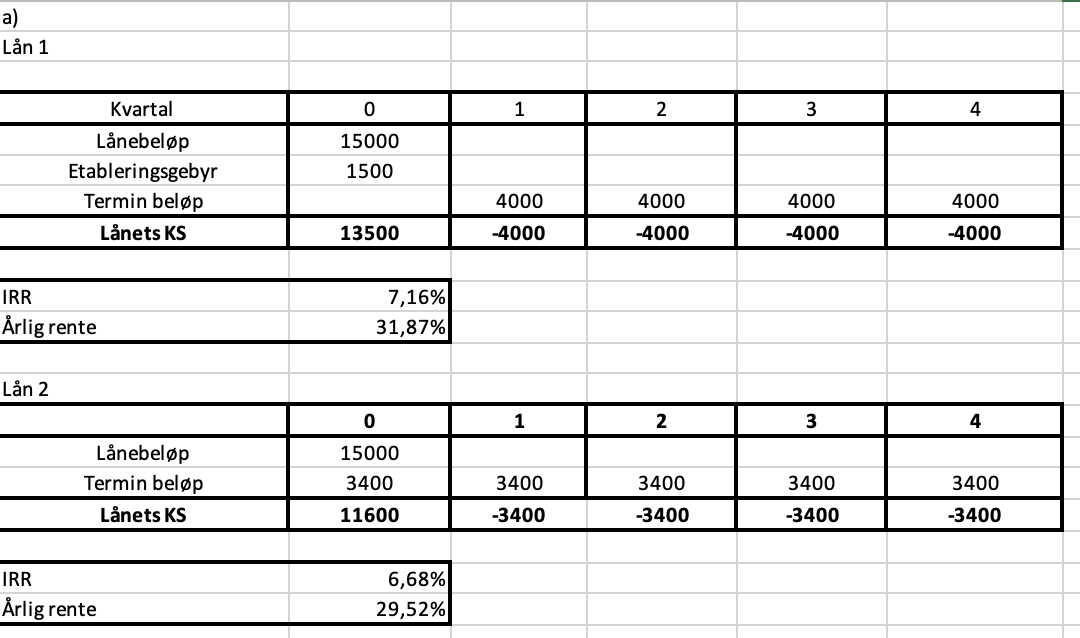 a)
Lån 1
Kvartal 0 1 2 3 4
Lånebeløp 15000
Etableringsgebyr 1500
Termin beløp 4000 4000 4000 4000
Lånets KS 13500 -4000 -4000 -4000 -4000
IRR 7,16%
Årlig rente 31,87%
Lån 2
0 1 2 3 4
Lånebeløp 15000
Termin beløp 3400 3400 3400 3400 3400
Lånets KS 11600 -3400 -3400 -3400 -3400
IRR 6,68%
Årlig rente 29,52%